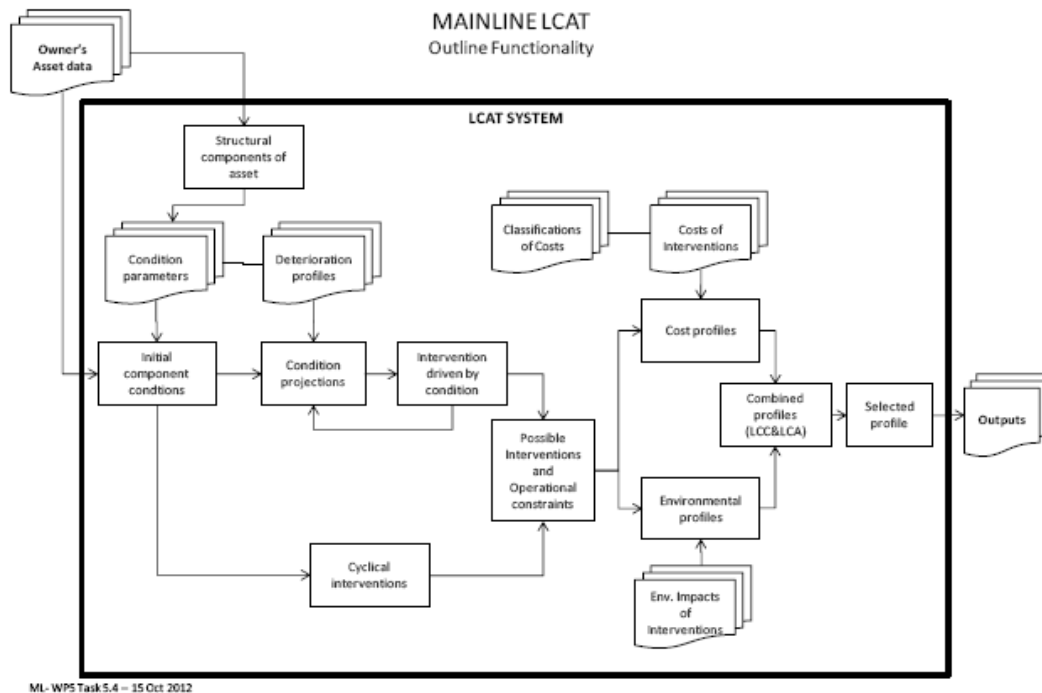 MAINLINE LCAT
Outline Functionality
Owner's
Asset data
LCAT SYSTEM
Structural
components of
asset
Classifications
of Costs
Costs of
Interventions
Condition
parameters
Deterioration
profiles
Cost profiles
Initial
component
condtions
Condition
projections
Intervention
driven by
condition
Combined
profiles
(LCC&LCA)
Selected
profile
Outputs
Possible
Interventions
and
Operational
constraints
Environmental
profiles
Cyclical
interventions
Env. Impacts
of
Interventions
ML- WP5 Task 5.4 – 15 Oct 2012